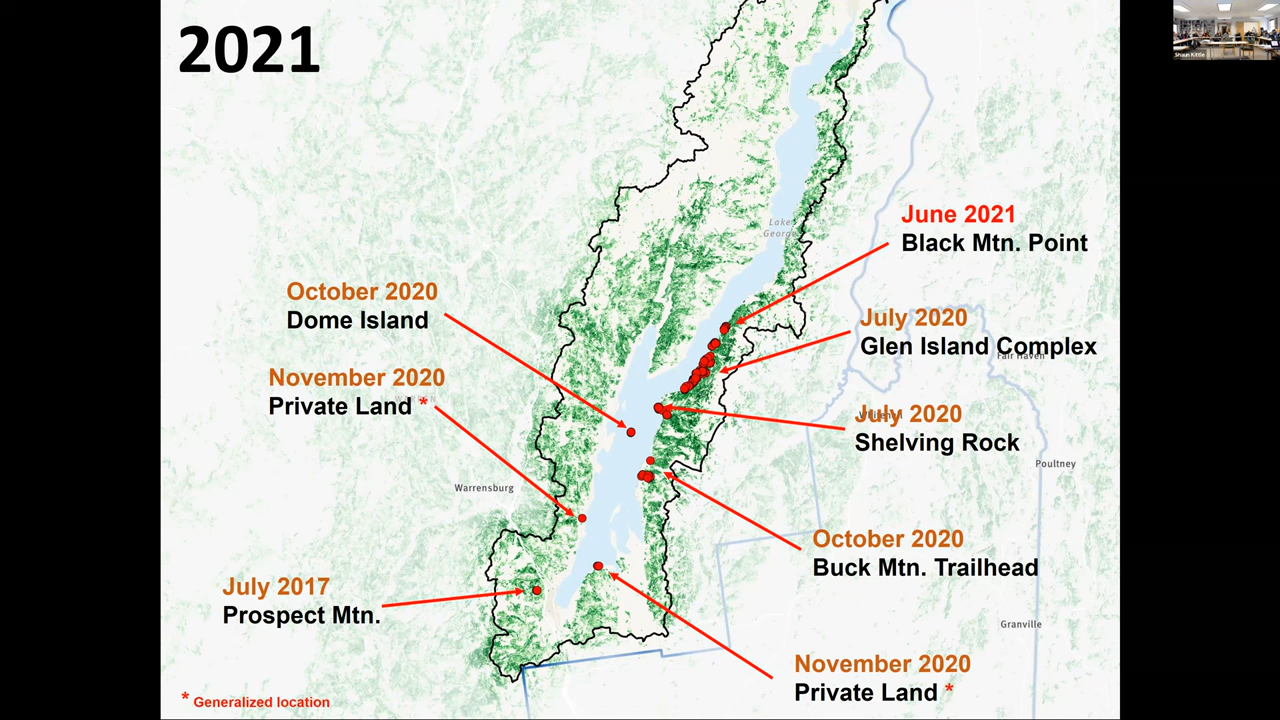 2021
Shaun Kittle
June 2021
Black Mtn. Point
Lake
George
October 2020
Dome Island
July 2020
Glen Island Complex
Fair Haven
November 2020
Private Land *
July 2020
Shelving Rock
Poultney
Warrensburg
October 2020
Buck Mtn. Trailhead
July 2017
Prospect Mtn.
Granville
November 2020
Private Land *
* Generalized location